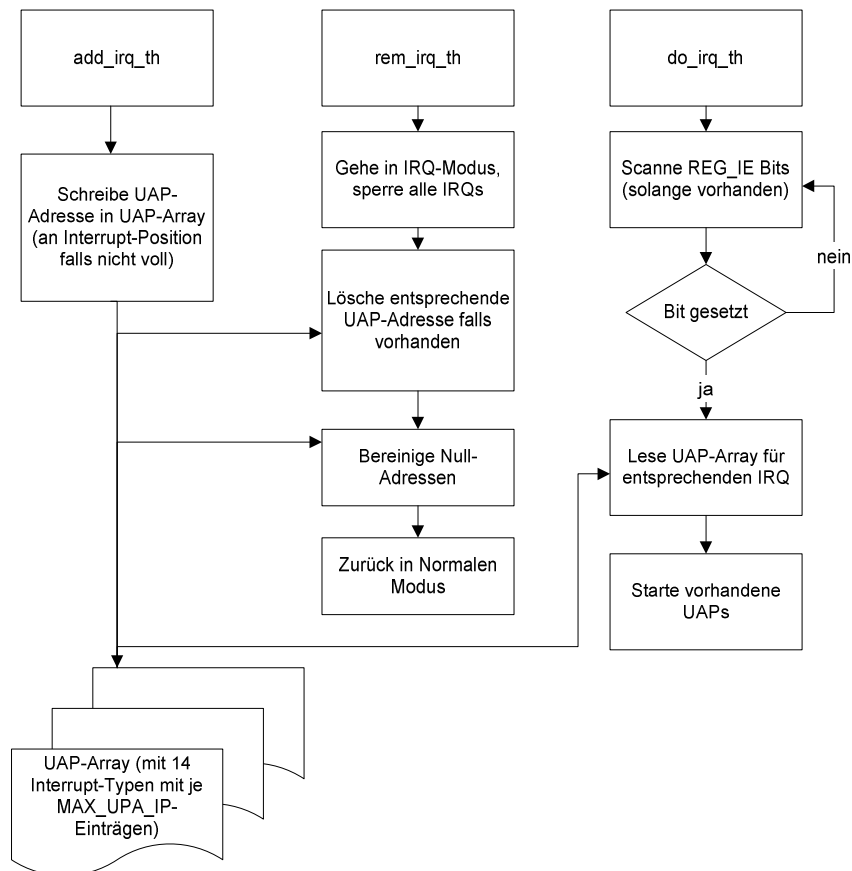 add_irq_th
Schreibe UAP-
Adresse in UAP-Array
(an Interrupt-Position
falls nicht voll)
rem_irq_th
Gehe in IRQ-Modus,
sperre alle IRQs
Lösche entsprechende
UAP-Adresse falls
vorhanden
Bereinige Null-
Adressen
Zurück in Normalen
Modus
do_irq_th
Scanne REG_IE Bits
(solange vorhanden)
nein
Bit gesetzt
ja
Lese UAP-Array für
entsprechenden IRQ
Starte vorhandene
UAPs
UAP-Array (mit 14
Interrupt-Typen mit je
MAX_UPA_IP-
Einträgen)